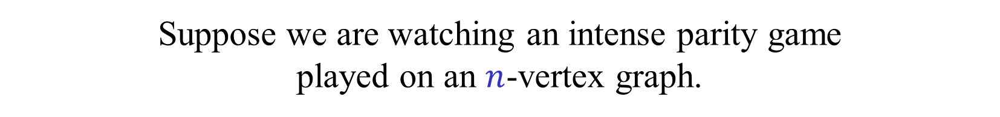 Suppose we are watching an intense parity game
played on an n-vertex graph.